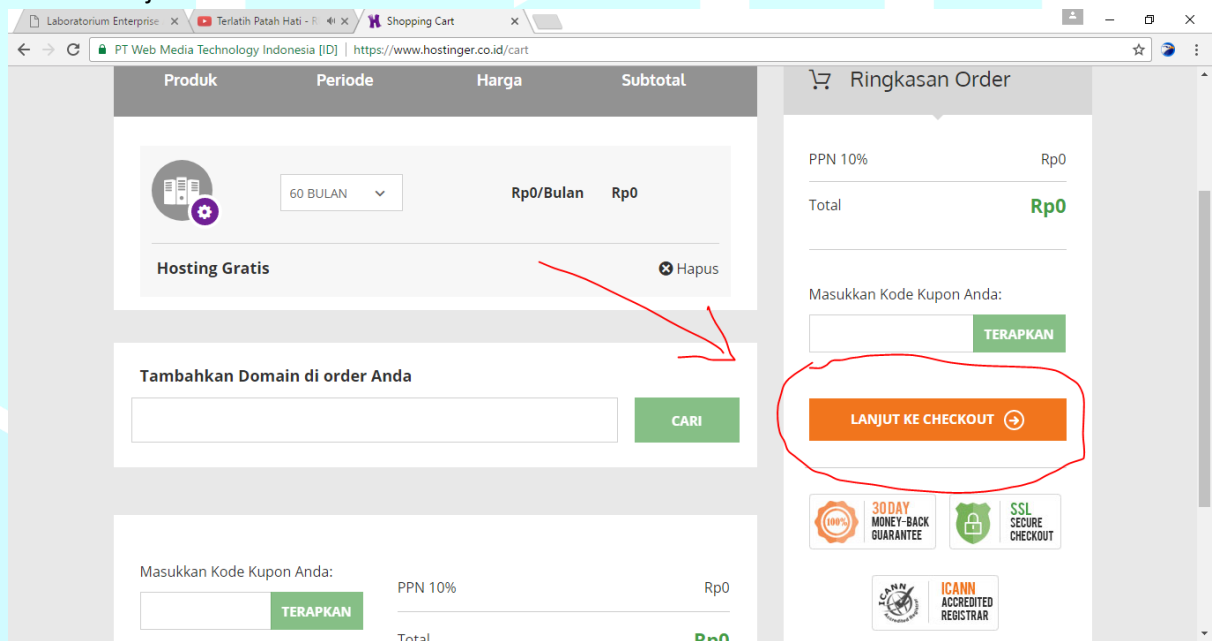 Laboratorium Enterprise
Terlatih Patah Hati - R
Shopping Cart
PT Web Media Technology Indonesia [ID]
https://www.hostinger.co.id/cart
Produk
Periode
Harga
Subtotal
60 BULAN
Rp0/Bulan
Rp0
Hosting Gratis
Hapus
Tambahkan Domain di order Anda
CARI
Masukkan Kode Kupon Anda:
TERAPKAN
PPN 10%
Rp0
Total
Rp0
Ringkasan Order
PPN 10%
Rp0
Total
Rp0
Masukkan Kode Kupon Anda:
TERAPKAN
LANJUT KE CHECKOUT
100%
30 DAY
MONEY-BACK
GUARANTEE
SSL
SECURE
CHECKOUT
ICANN
ICANN
ACCREDITED
REGISTRAR